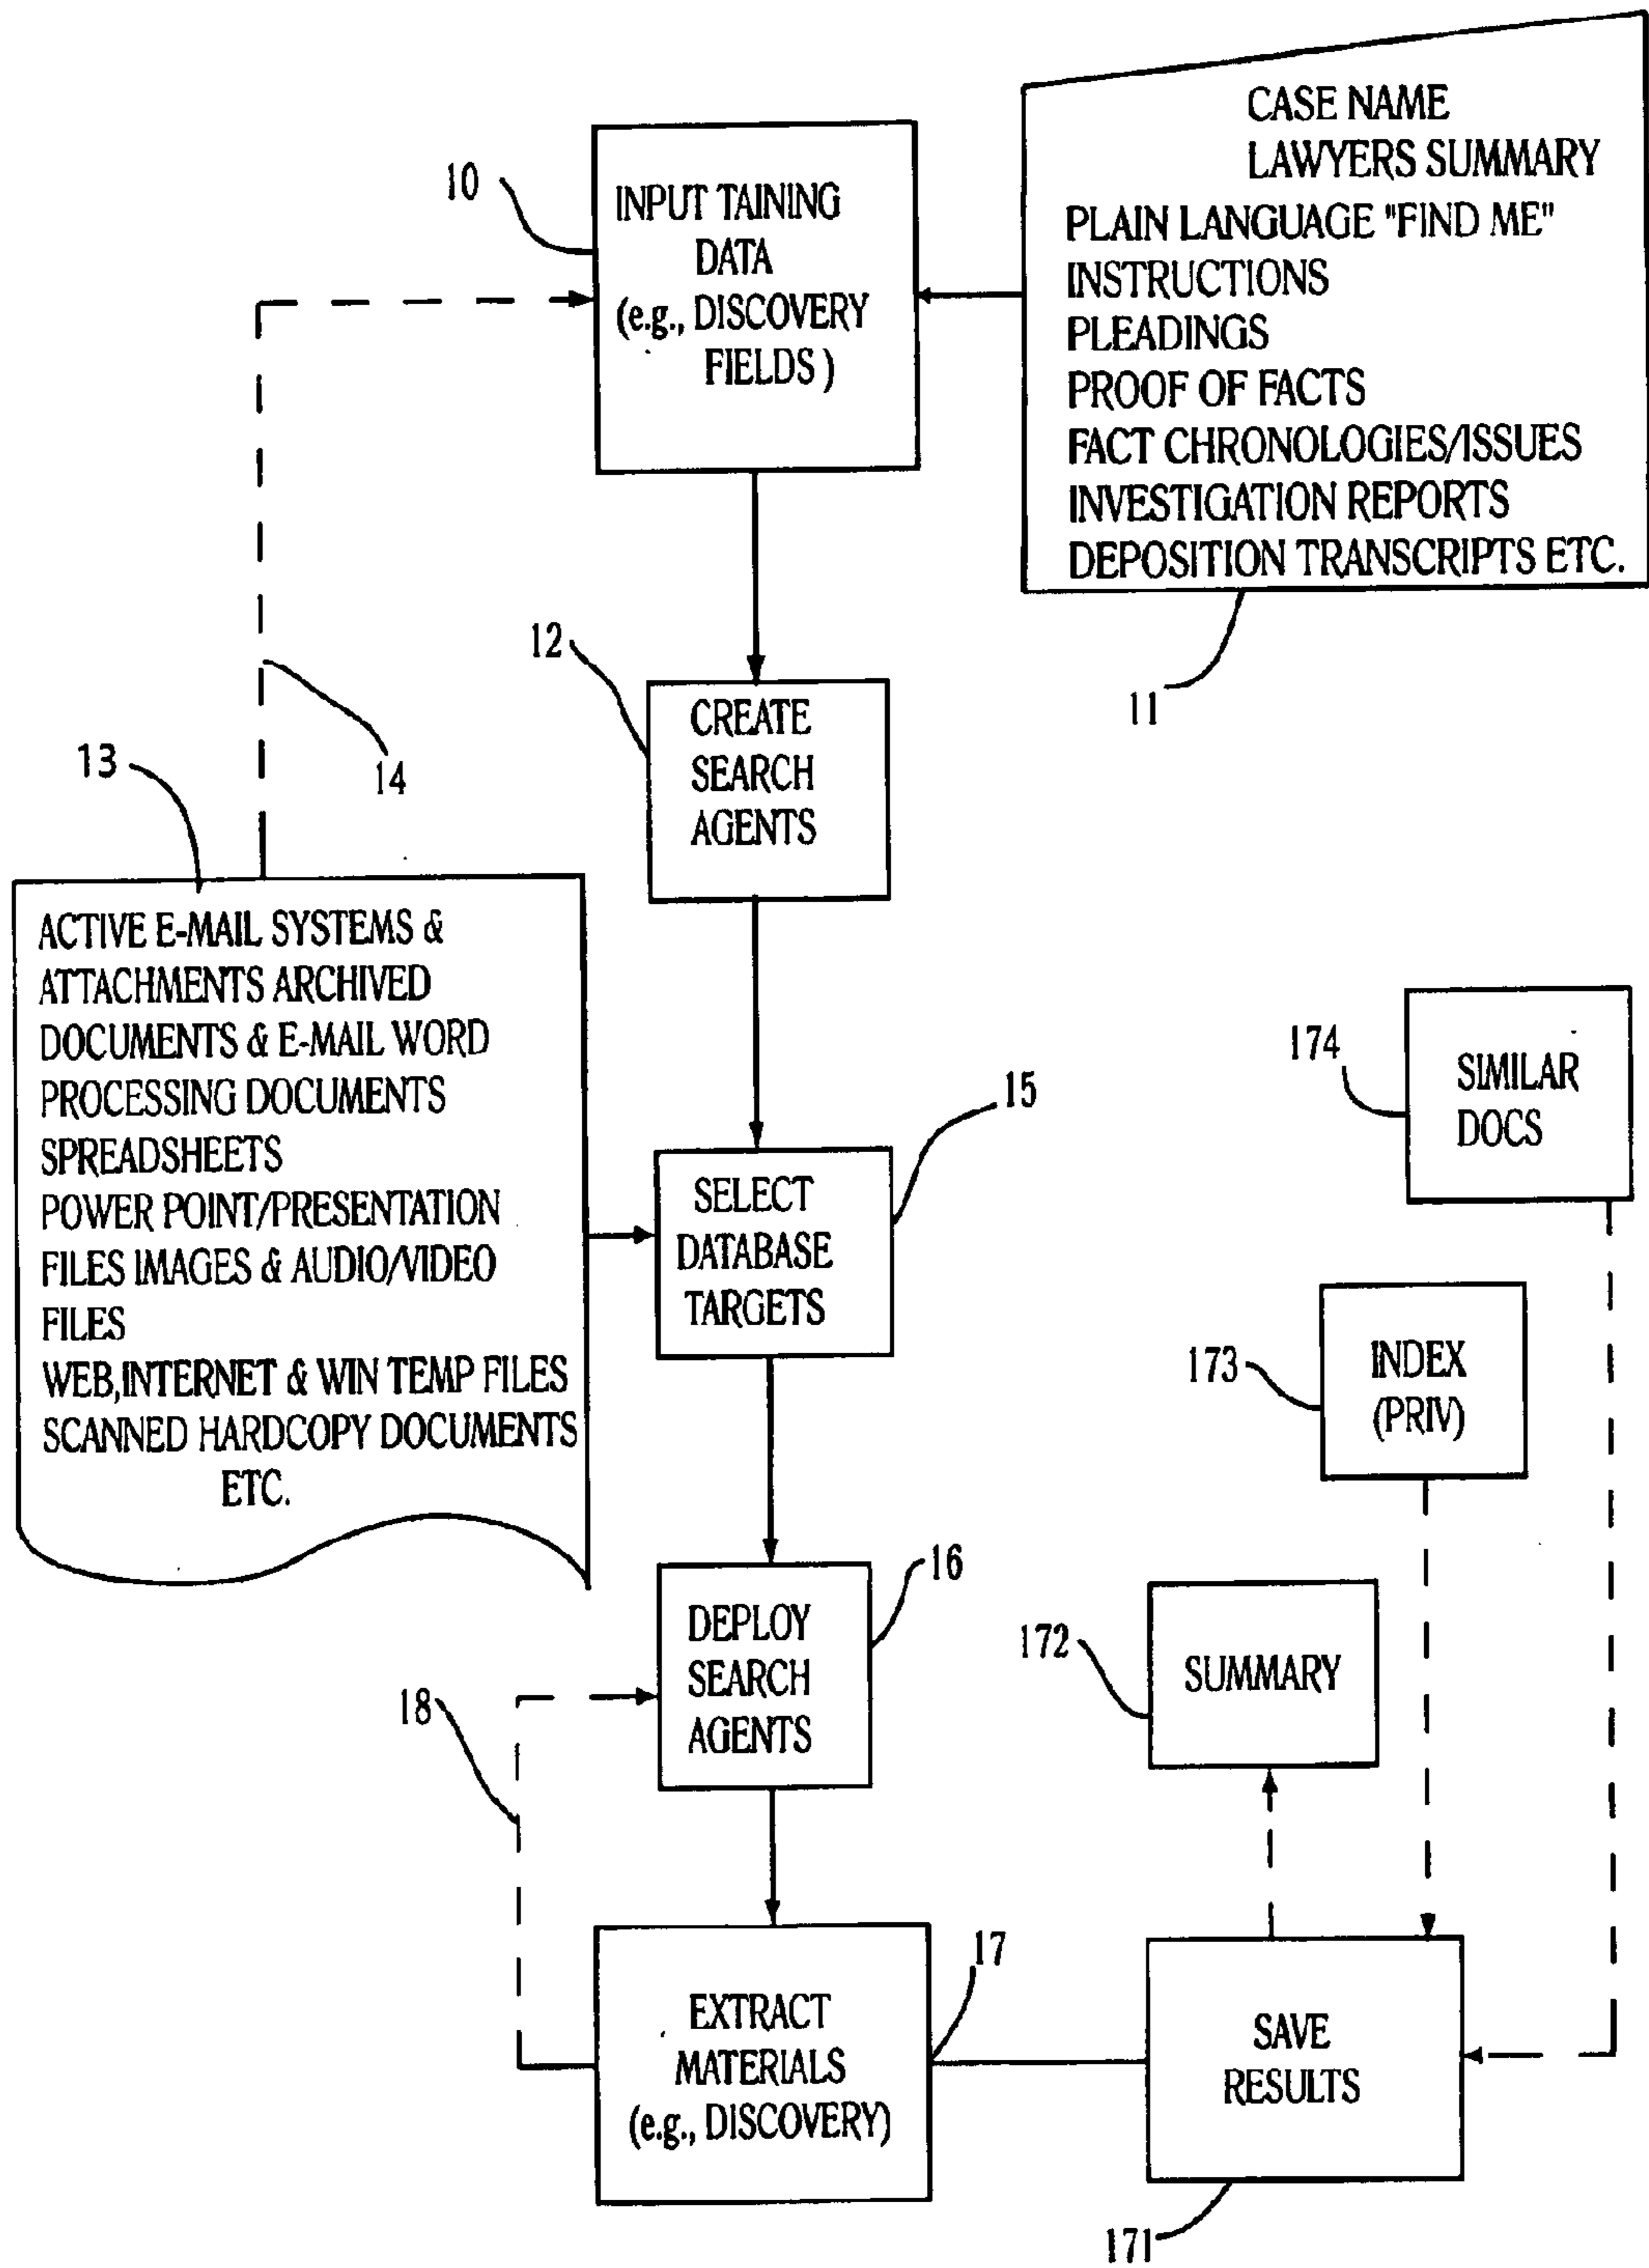 CASE NAME
LAWYERS SUMMARY
PLAIN LANGUAGE "FIND ME"
INSTRUCTIONS
PLEADINGS
PROOF OF FACTS
FACT CHRONOLOGIES/ISSUES
INVESTIGATION REPORTS
DEPOSITION TRANSCRIPTS ETC.
11
10
INPUT TAINING
DATA
(e.g., DISCOVERY
FIELDS )
12
CREATE
SEARCH
AGENTS
13
14
ACTIVE E-MAIL SYSTEMS &
ATTACHMENTS ARCHIVED
DOCUMENTS & E-MAIL WORD
PROCESSING DOCUMENTS
SPREADSHEETS
POWER POINT/PRESENTATION
FILES IMAGES & AUDIO/VIDEO
FILES
WEB,INTERNET & WIN TEMP FILES
SCANNED HARDCOPY DOCUMENTS
ETC.
15
SELECT
DATABASE
TARGETS
174
SIMILAR
DOCS
173
INDEX
(PRIV)
16
DEPLOY
SEARCH
AGENTS
172
SUMMARY
18
17
EXTRACT
MATERIALS
(e.g., DISCOVERY)
SAVE
RESULTS
171